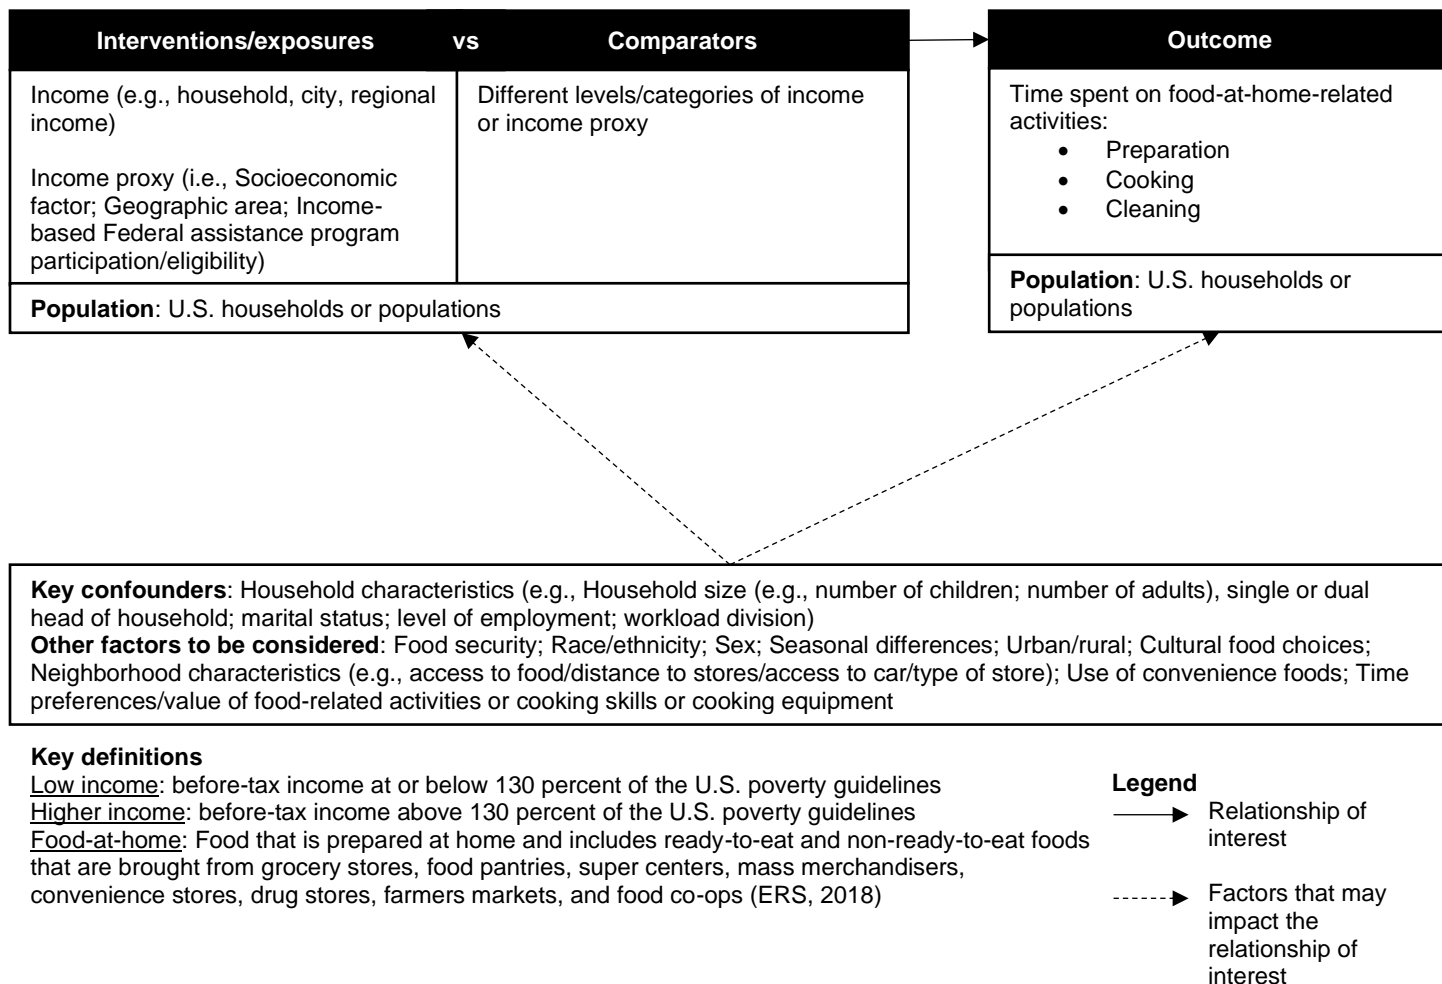 Interventions/exposures vs Comparators
Income (e.g., household, city, regional
income)
Income proxy (i.e., Socioeconomic
factor; Geographic area; Income-
based Federal assistance program
participation/eligibility)
Different levels/categories of income
or income proxy
Population: U.S. households or populations
Outcome
Time spent on food-at-home-related
activities:
• Preparation
• Cooking
• Cleaning
Population: U.S. households or
populations
Key confounders: Household characteristics (e.g., Household size (e.g., number of children; number of adults), single or dual
head of household; marital status; level of employment; workload division)
Other factors to be considered: Food security; Race/ethnicity; Sex; Seasonal differences; Urban/rural; Cultural food choices;
Neighborhood characteristics (e.g., access to food/distance to stores/access to car/type of store); Use of convenience foods; Time
preferences/value of food-related activities or cooking skills or cooking equipment
Key definitions
Low income: before-tax income at or below 130 percent of the U.S. poverty guidelines
Higher income: before-tax income above 130 percent of the U.S. poverty guidelines
Food-at-home: Food that is prepared at home and includes ready-to-eat and non-ready-to-eat foods
that are brought from grocery stores, food pantries, super centers, mass merchandisers,
convenience stores, drug stores, farmers markets, and food co-ops (ERS, 2018)
Legend
Relationship of
interest
Factors that may
impact the
relationship of
interest